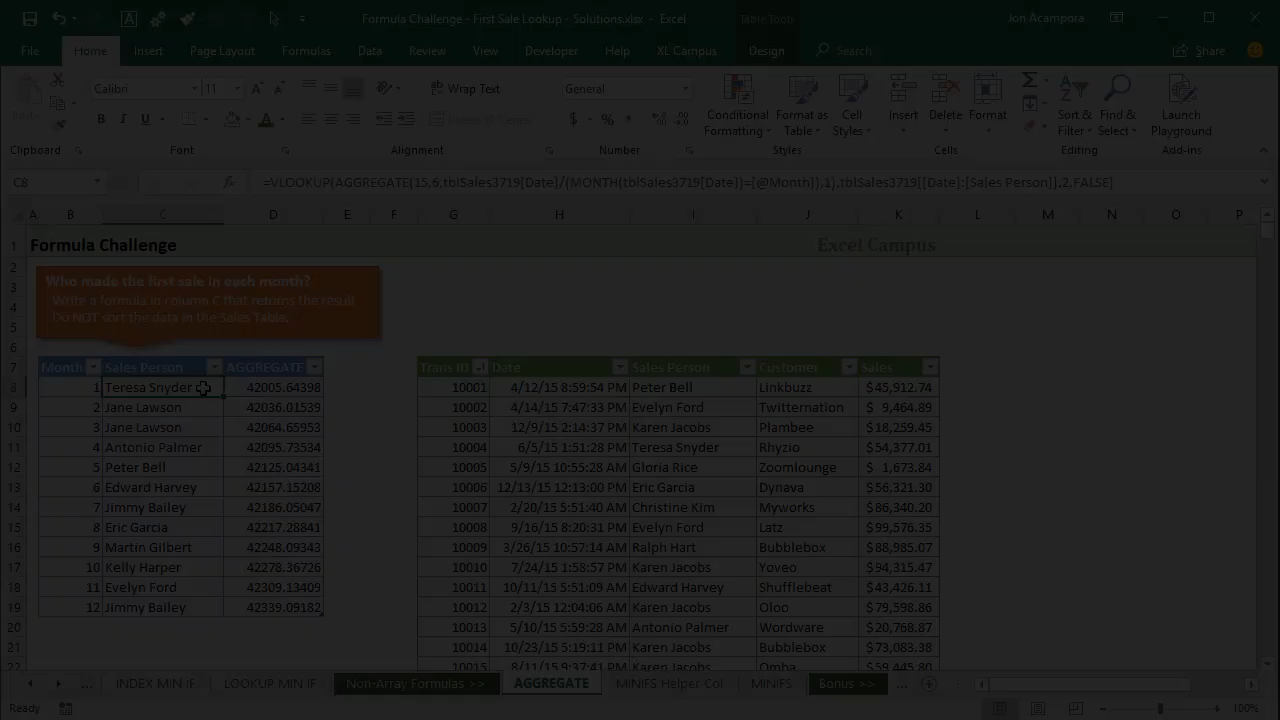 Formula Challenge - First Sale Lookup - Solutions.xlsx - Excel
Table Tools
Jon Acampora
File Home Insert Page Layout Formulas Data Review View Developer Help XL Campus Design Search Share
Calibri 11 Wrap Text General
Paste B I U A Merge & Center $ % Conditional Formatting Format as Table Cell Styles Insert Delete Format Sort & Filter Find & Select Launch Playground
Clipboard Font Alignment Number Styles Cells Editing Add-ins
C8 fx =VLOOKUP(AGGREGATE(15,6,tblSales3719[Date]/(MONTH(tblSales3719[Date])=[@Month]),1),tblSales3719[[Date]:[Sales Person]],2,FALSE)
A B C D E F G H I J K L M N O P
1 Formula Challenge Excel Campus
2 Who made the first sale in each month?
3 Write a formula in column C that returns the result.
4 Do NOT sort the data in the Sales Table.
5
6
7 Month Sales Person AGGREGATE Trans ID Date Sales Person Customer Sales
8 1 Teresa Snyder 42005.64398 10001 4/12/15 8:59:54 PM Peter Bell Linkbuzz $45,912.74
9 2 Jane Lawson 42036.01539 10002 4/14/15 7:47:33 PM Evelyn Ford Twitternation $ 9,464.89
10 3 Jane Lawson 42064.65953 10003 12/9/15 2:14:37 PM Karen Jacobs Plambee $18,259.45
11 4 Antonio Palmer 42095.73534 10004 6/5/15 1:51:28 PM Teresa Snyder Rhyzio $54,377.01
12 5 Peter Bell 42125.04341 10005 5/9/15 10:55:28 AM Gloria Rice Zoomlounge $ 1,673.84
13 6 Edward Harvey 42157.15208 10006 12/13/15 12:13:00 PM Eric Garcia Dynava $56,321.30
14 7 Jimmy Bailey 42186.05047 10007 2/20/15 5:51:40 AM Christine Kim Myworks $86,340.20
15 8 Eric Garcia 42217.28841 10008 9/16/15 8:20:31 PM Evelyn Ford Latz $99,576.35
16 9 Martin Gilbert 42248.09343 10009 3/26/15 10:57:14 AM Ralph Hart Bubblebox $88,985.07
17 10 Kelly Harper 42278.36726 10010 7/24/15 1:58:57 PM Karen Jacobs Yoveo $94,315.47
18 11 Evelyn Ford 42309.13409 10011 10/11/15 5:51:09 AM Edward Harvey Shufflebeat $43,426.11
19 12 Jimmy Bailey 42339.09182 10012 2/3/15 12:04:06 AM Karen Jacobs Oloo $79,598.86
20 10013 5/10/15 5:59:28 AM Antonio Palmer Wordware $20,768.87
21 10014 10/23/15 5:19:11 PM Karen Jacobs Bubblebox $73,083.38
22 10015 8/11/15 9:37:41 PM Karen Jacobs Omba $59,445.80
... INDEX MIN IF LOOKUP MIN IF Non-Array Formulas >> AGGREGATE MINIFS Helper Col MINIFS Bonus >> ...
Ready 100%